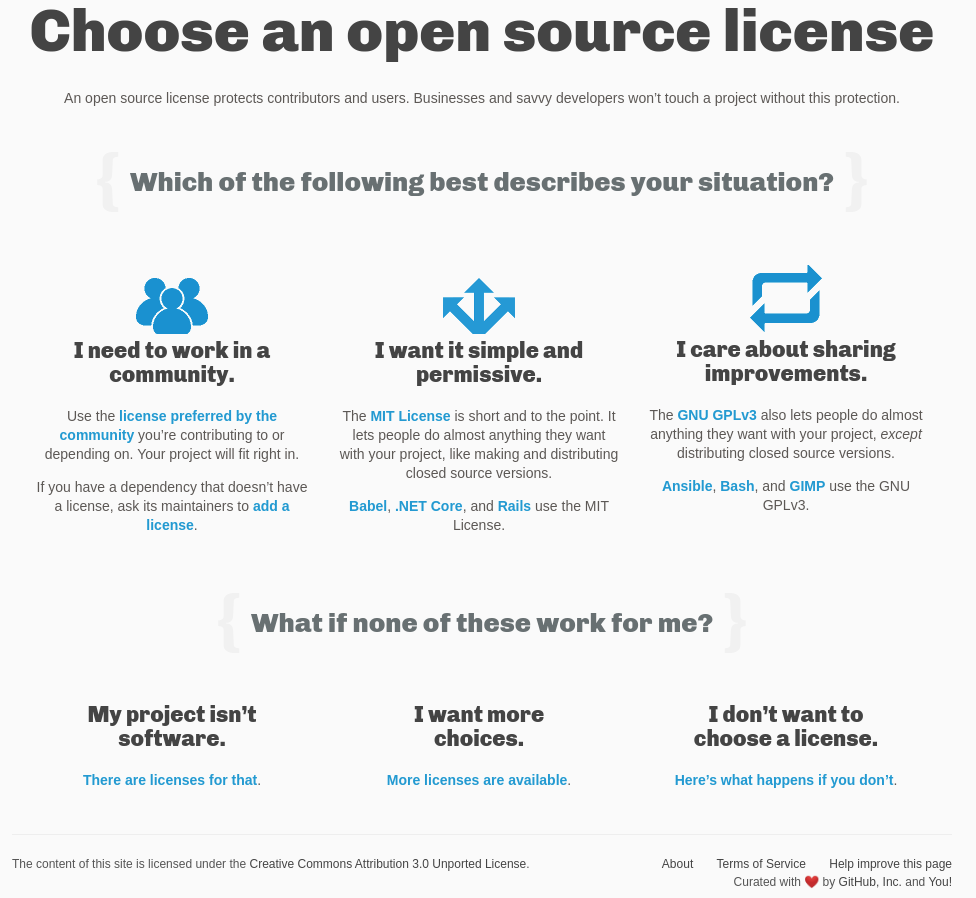 Choose an open source license
An open source license protects contributors and users. Businesses and savvy developers won’t touch a project without this protection.
{ Which of the following best describes your situation? }
I need to work in a
community.
Use the license preferred by the
community you’re contributing to or
depending on. Your project will fit right in.
If you have a dependency that doesn’t have
a license, ask its maintainers to add a
license.
I want it simple and
permissive.
The MIT License is short and to the point. It
lets people do almost anything they want
with your project, like making and distributing
closed source versions.
Babel, .NET Core, and Rails use the MIT
License.
I care about sharing
improvements.
The GNU GPLv3 also lets people do almost
anything they want with your project, except
distributing closed source versions.
Ansible, Bash, and GIMP use the GNU
GPLv3.
{ What if none of these work for me? }
My project isn’t
software.
There are licenses for that.
I want more
choices.
More licenses are available.
I don’t want to
choose a license.
Here’s what happens if you don’t.
The content of this site is licensed under the Creative Commons Attribution 3.0 Unported License.
About Terms of Service Help improve this page
Curated with ❤️ by GitHub, Inc. and You!